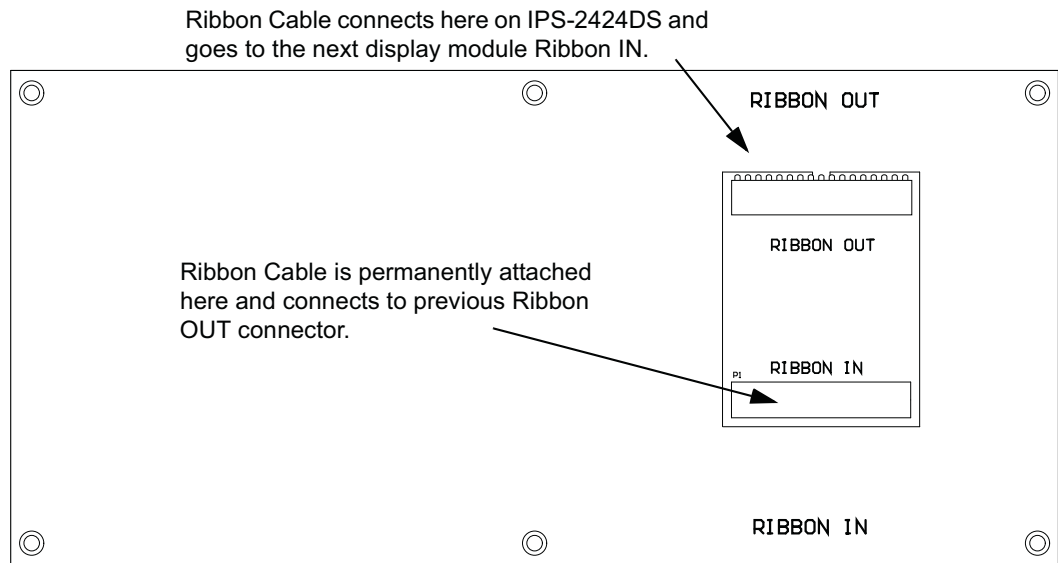 Ribbon Cable connects here on IPS-2424DS and
goes to the next display module Ribbon IN.
RIBBON OUT
RIBBON OUT
Ribbon Cable is permanently attached
here and connects to previous Ribbon
OUT connector.
P1
RIBBON IN
RIBBON IN